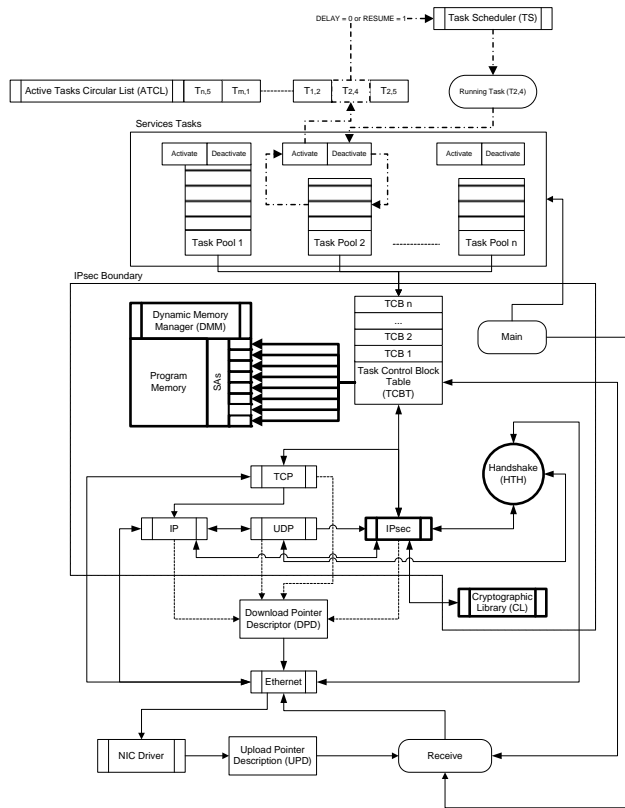 DELAY = 0 or RESUME = 1
Task Scheduler (TS)
Active Tasks Circular List (ATCL)
Tn,5
Tm,1
T1,2
T2,4
T2,5
Running Task (T2,4)
Services Tasks
Activate
Deactivate
Activate
Deactivate
Activate
Deactivate
Task Pool 1
Task Pool 2
Task Pool n
IPsec Boundary
Dynamic Memory
Manager (DMM)
Program
Memory
SAs
TCB n
...
TCB 2
TCB 1
Task Control Block
Table
(TCBT)
Main
Handshake
(HTH)
TCP
IP
UDP
IPsec
Cryptographic
Library (CL)
Download Pointer
Descriptor (DPD)
Ethernet
NIC Driver
Upload Pointer
Description (UPD)
Receive